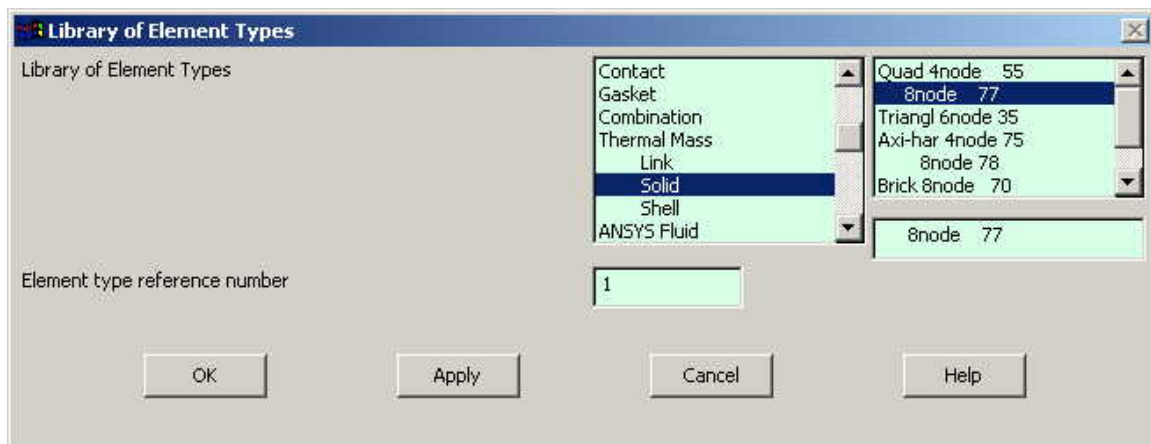 Library of Element Types
Library of Element Types
Contact
Gasket
Combination
Thermal Mass
Link
Solid
Shell
ANSYS Fluid
Quad 4node 55
8node 77
Triangl 6node 35
Axi-har 4node 75
8node 78
Brick 8node 70
8node 77
Element type reference number
1
OK
Apply
Cancel
Help